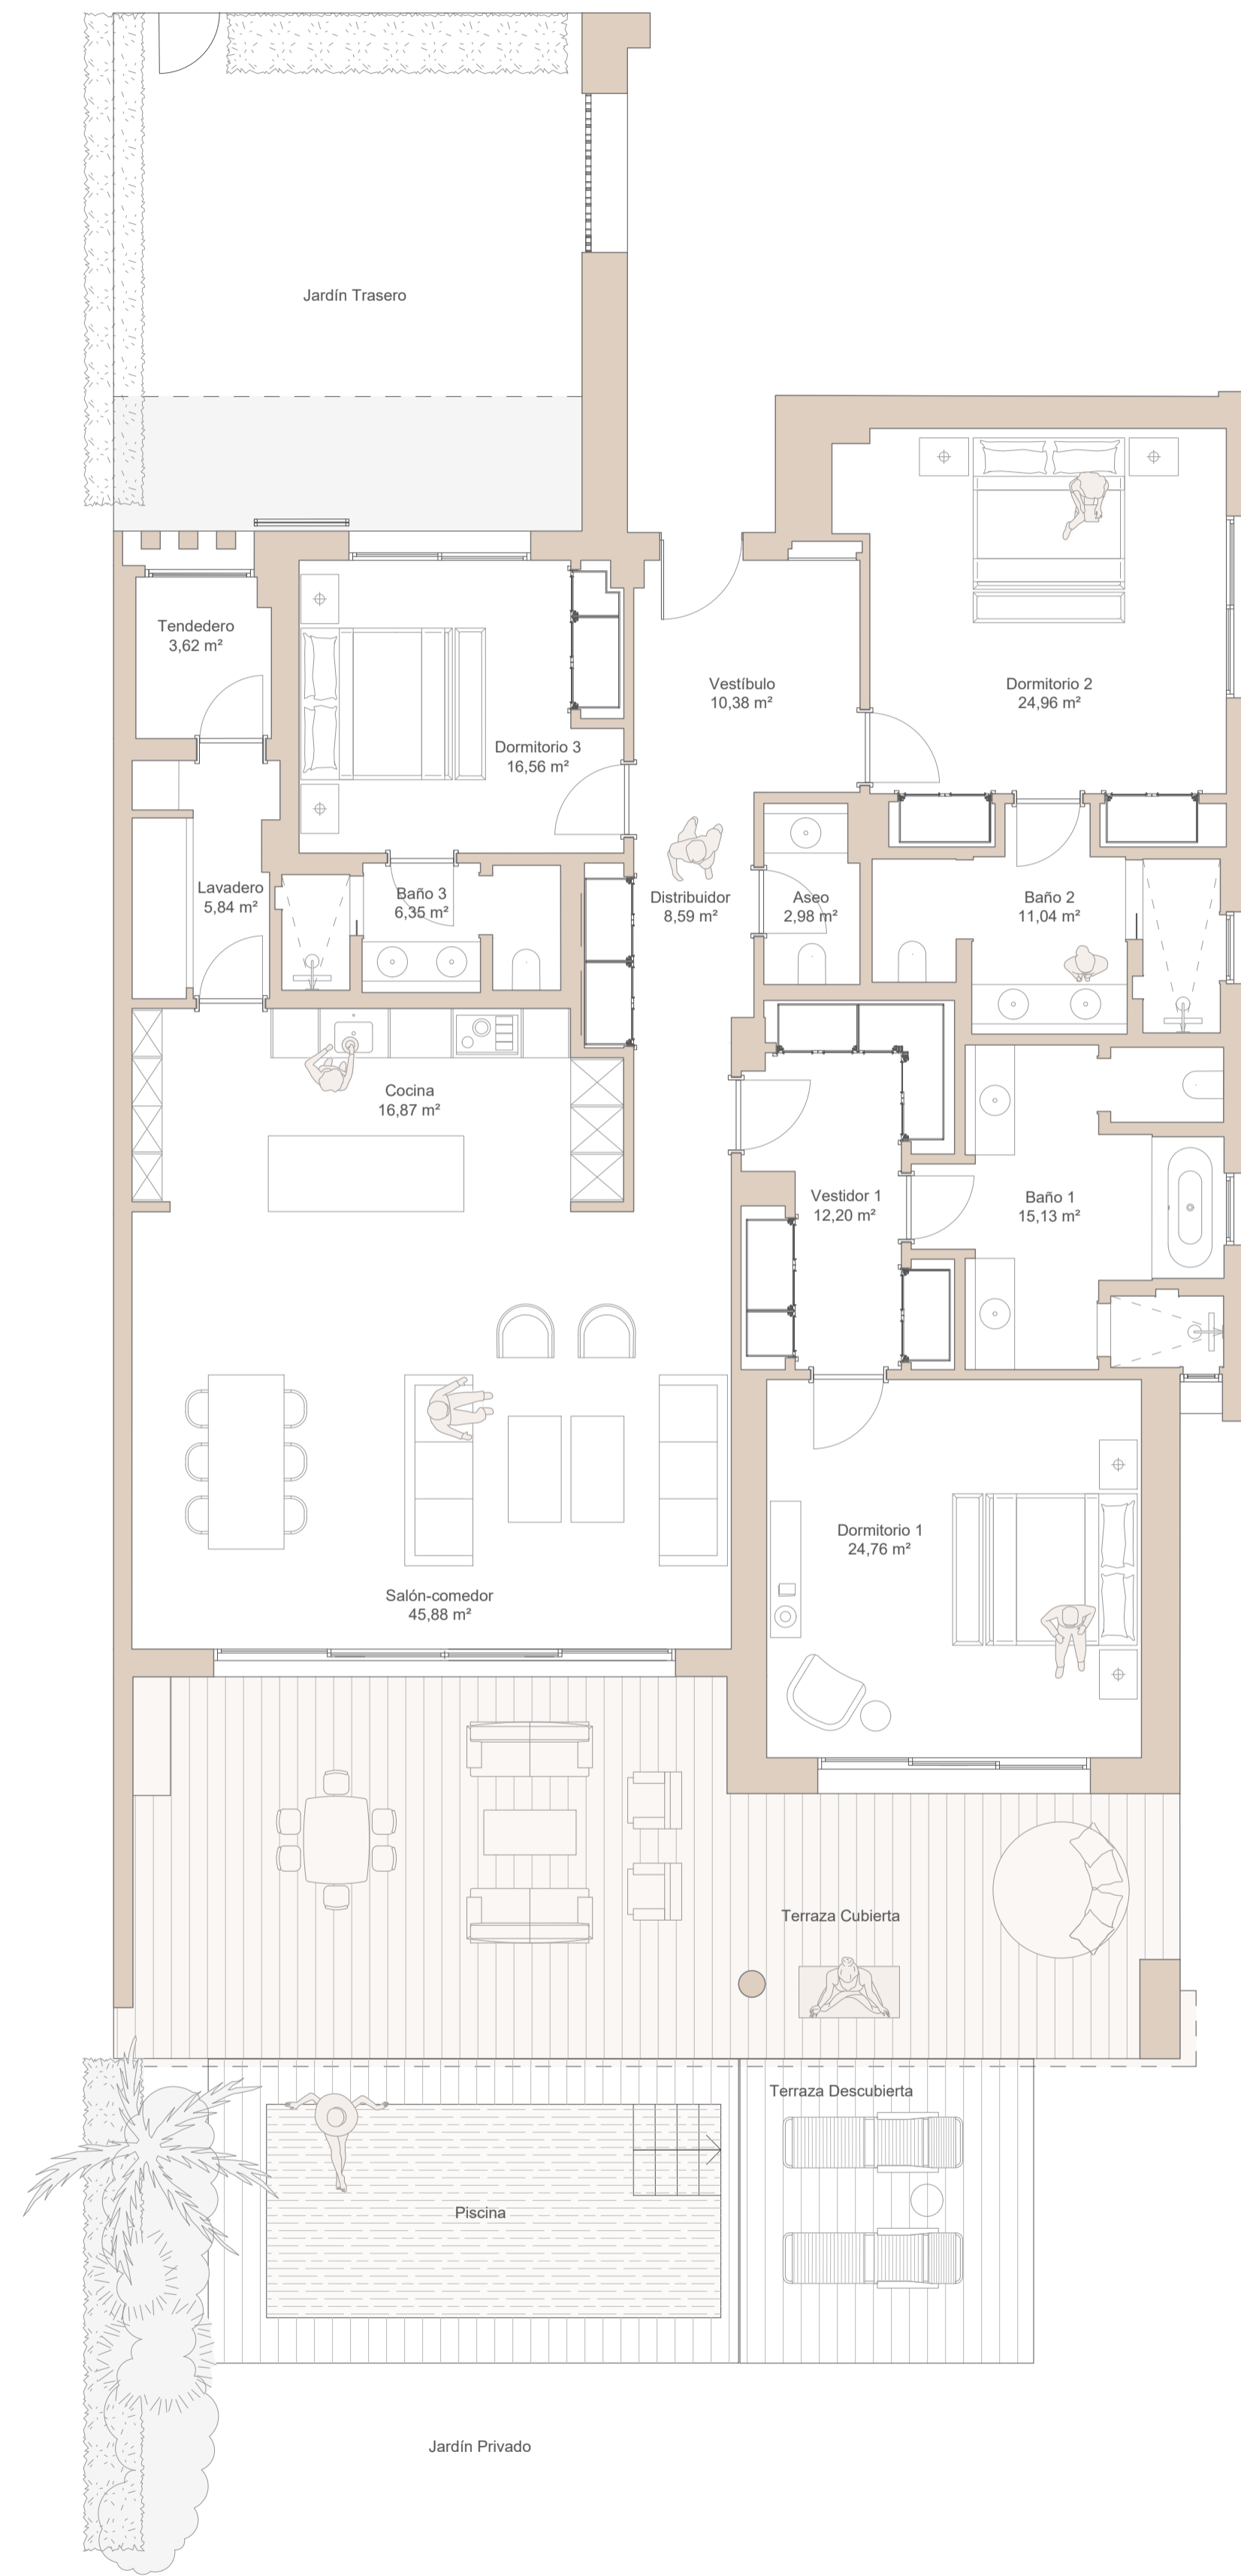 Jardín Trasero
Tendedero
3,62 m²
Dormitorio 3
16,56 m²
Vestíbulo
10,38 m²
Dormitorio 2
24,96 m²
Lavadero
5,84 m²
Baño 3
6,35 m²
Distribuidor
8,59 m²
Aseo
2,98 m²
Baño 2
11,04 m²
Cocina
16,87 m²
Vestidor 1
12,20 m²
Baño 1
15,13 m²
Dormitorio 1
24,76 m²
Salón-comedor
45,88 m²
Terraza Cubierta
Terraza Descubierta
Piscina
Jardín Privado